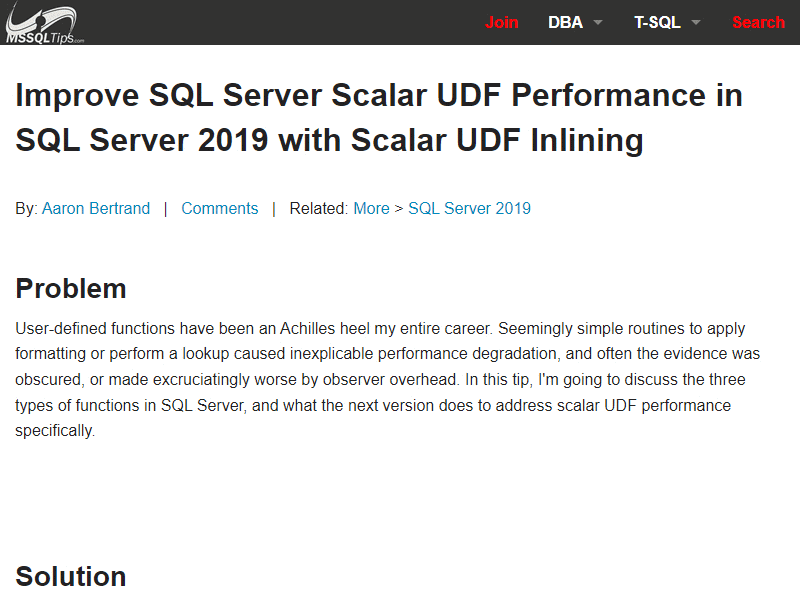 MSSQLTips.com
Join DBA T-SQL Search
Improve SQL Server Scalar UDF Performance in
SQL Server 2019 with Scalar UDF Inlining
By: Aaron Bertrand | Comments | Related: More > SQL Server 2019
Problem
User-defined functions have been an Achilles heel my entire career. Seemingly simple routines to apply
formatting or perform a lookup caused inexplicable performance degradation, and often the evidence was
obscured, or made excruciatingly worse by observer overhead. In this tip, I'm going to discuss the three
types of functions in SQL Server, and what the next version does to address scalar UDF performance
specifically.
Solution